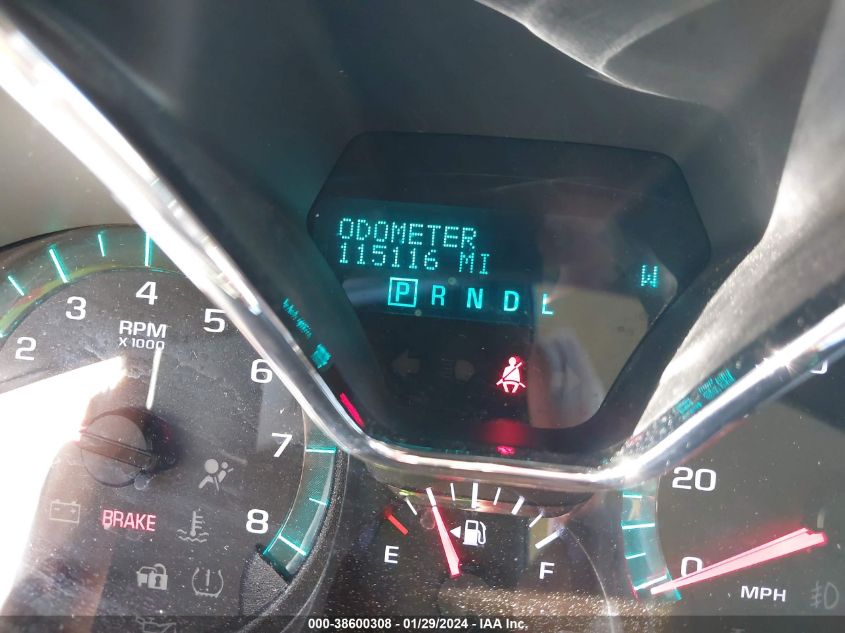 ODOMETER
115116 MI
W
P R N D L
2
3
4
5
6
7
8
RPM
X1000
BRAKE
E
F
20
0
MPH
000-38600308 - 01/29/2024 - IAA Inc.